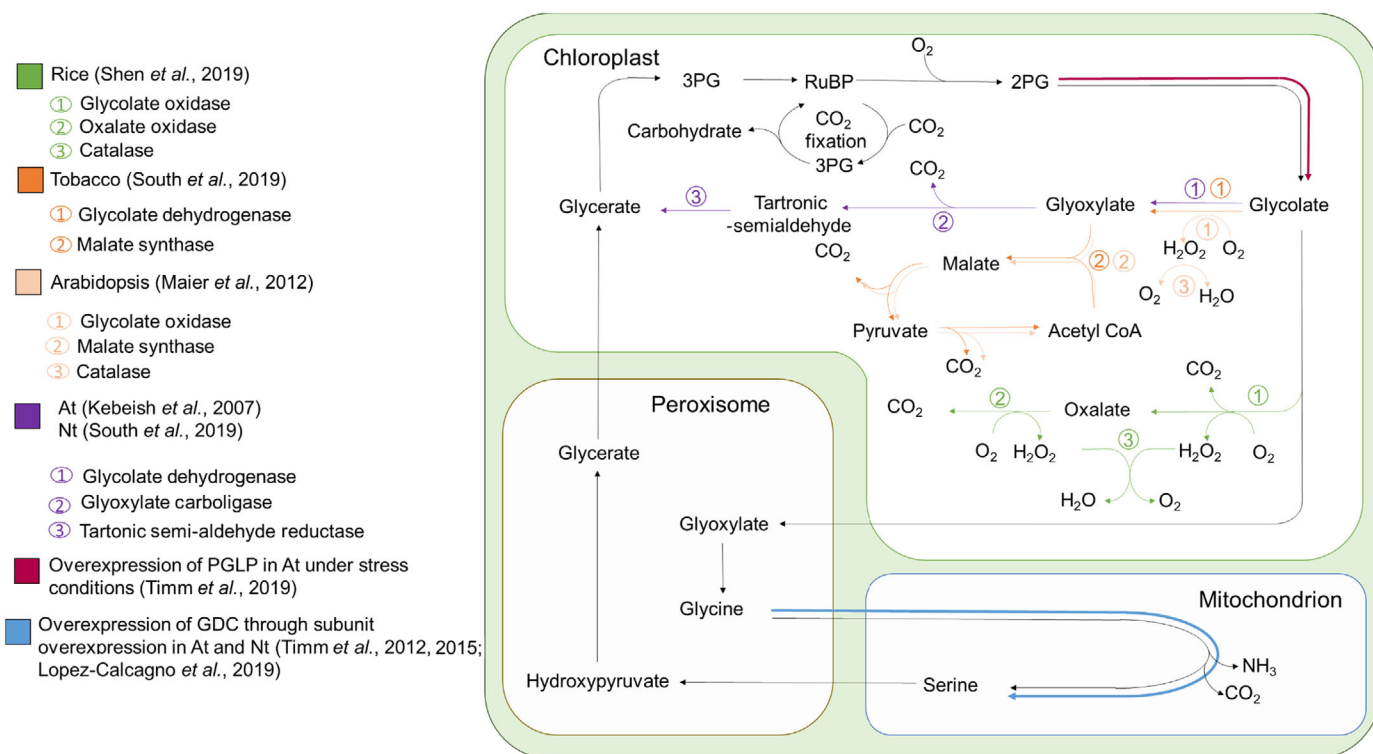 Rice (Shen et al., 2019)
① Glycolate oxidase
② Oxalate oxidase
③ Catalase
Tobacco (South et al., 2019)
① Glycolate dehydrogenase
② Malate synthase
Arabidopsis (Maier et al., 2012)
① Glycolate oxidase
② Malate synthase
③ Catalase
At (Kebeish et al., 2007)
Nt (South et al., 2019)
① Glycolate dehydrogenase
② Glyoxylate carboligase
③ Tartonic semi-aldehyde reductase
Overexpression of PGLP in At under stress
conditions (Timm et al., 2019)
Overexpression of GDC through subunit
overexpression in At and Nt (Timm et al., 2012, 2015;
Lopez-Calcagno et al., 2019)
Chloroplast
O₂
3PG
RuBP
2PG
Carbohydrate
CO₂
fixation
CO₂
3PG
CO₂
Glycerate
③
Tartronic
-semialdehyde
②
Glyoxylate
① ①
Glycolate
①
H₂O₂
O₂
CO₂
Malate
② ②
③
O₂
H₂O
Pyruvate
Acetyl CoA
CO₂
CO₂
①
CO₂
②
Oxalate
O₂
H₂O₂
③
H₂O₂
O₂
H₂O
O₂
Peroxisome
Glycerate
Glyoxylate
Glycine
Hydroxypyruvate
Mitochondrion
Serine
NH₃
CO₂